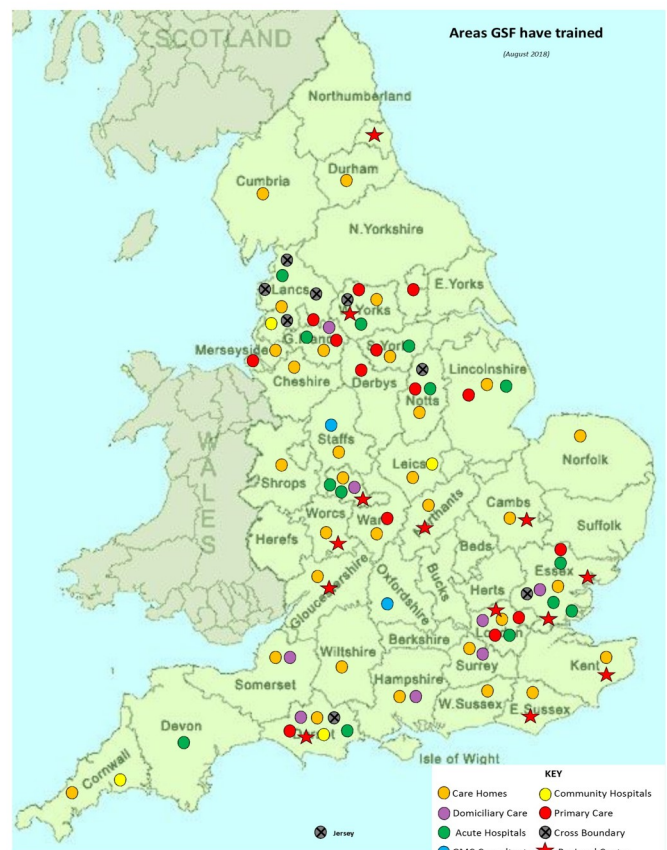 Areas GSF have trained
(August 2018)
SCOTLAND
Northumberland
Durham
Cumbria
N.Yorkshire
Lancs
W.Yorks
E.Yorks
Merseyside
S.York
Cheshire
Derbys
Notts
Lincolnshire
Staffs
Shrops
Leics
Norfolk
WALES
Worcs
War
Northants
Cambs
Suffolk
Herefs
Beds
Gloucestershire
Oxfordshire
Bucks
Herts
Essex
London
Berkshire
Wiltshire
Surrey
Kent
Somerset
Hampshire
W.Sussex
E.Sussex
Devon
Dorset
Cornwall
Isle of Wight
Jersey
KEY
Care Homes
Community Hospitals
Domiciliary Care
Primary Care
Acute Hospitals
Cross Boundary